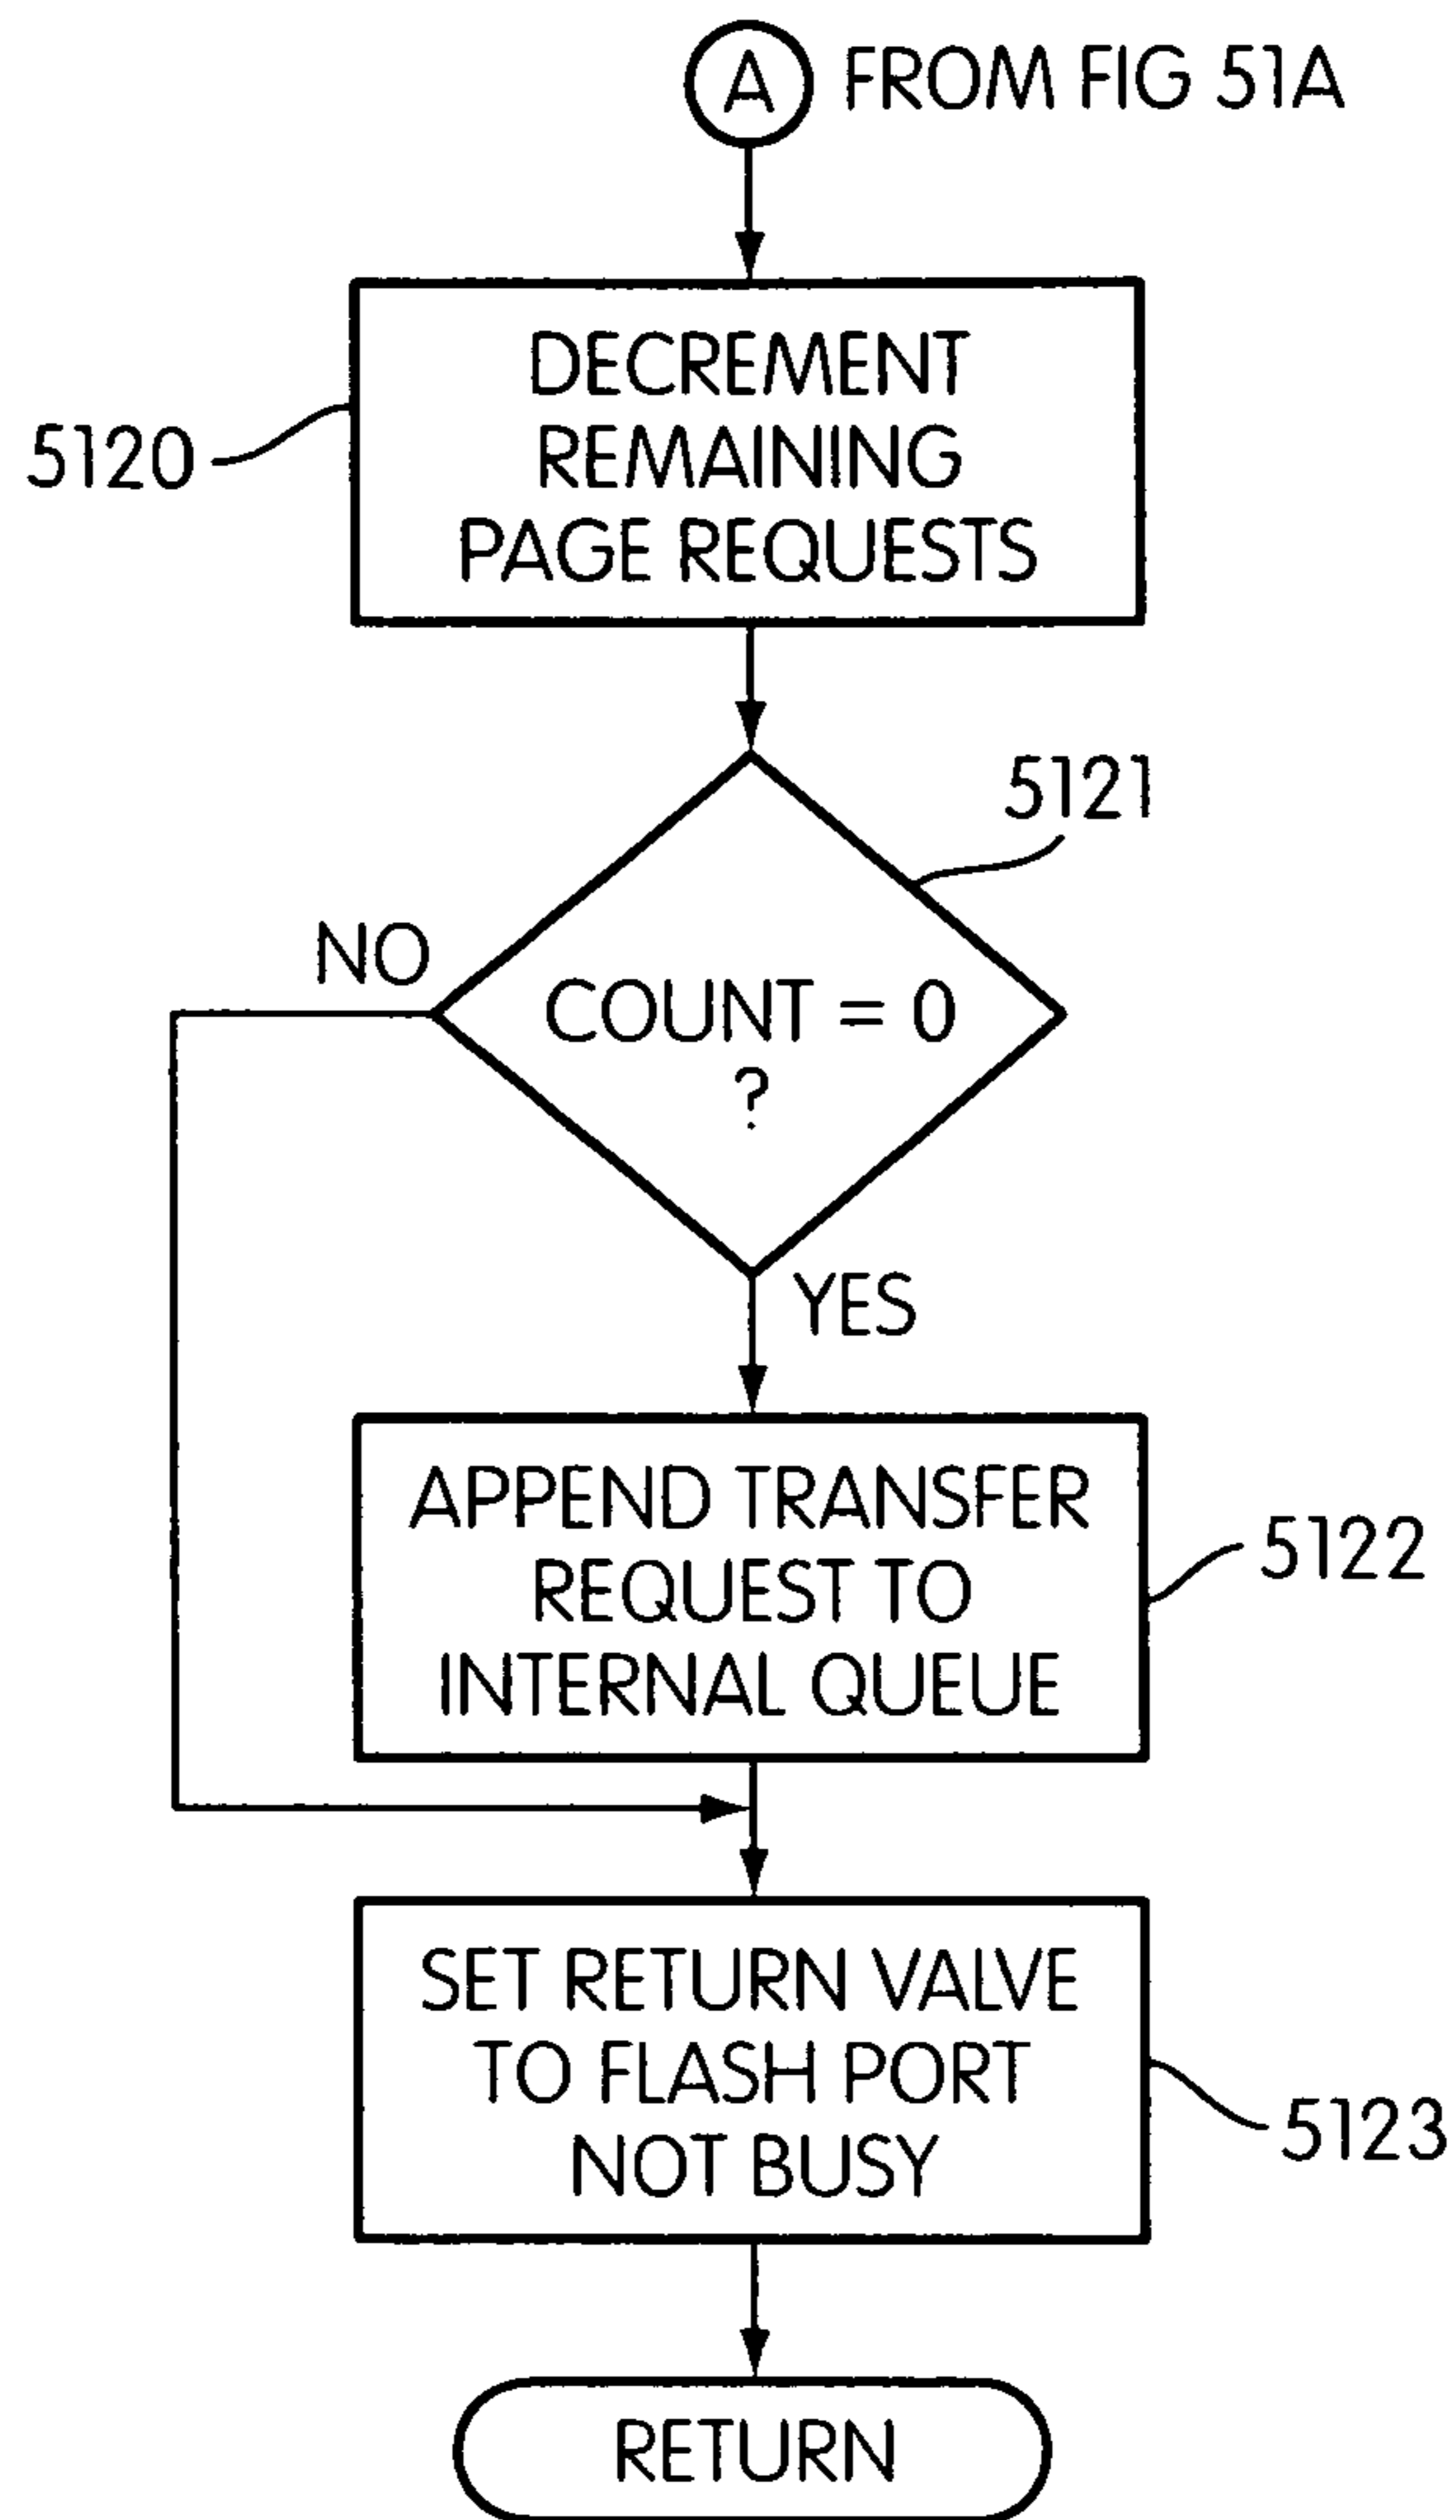 A FROM FIG 51A
DECREMENT
REMAINING
PAGE REQUESTS
5120
5121
NO
COUNT = 0
?
YES
APPEND TRANSFER
REQUEST TO
INTERNAL QUEUE
5122
SET RETURN VALVE
TO FLASH PORT
NOT BUSY
5123
RETURN